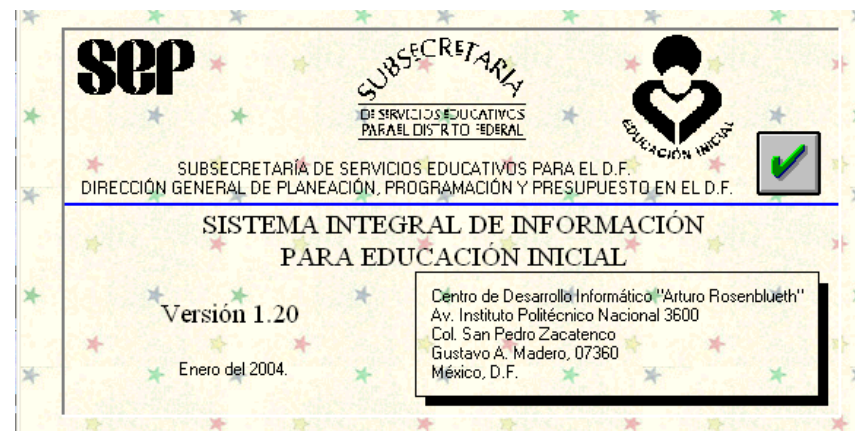 SEP
SUBSECRETARIA
DE SERVICIOS EDUCATIVOS
PARA EL DISTRITO FEDERAL
EDUCACIÓN INICIAL
SUBSECRETARÍA DE SERVICIOS EDUCATIVOS PARA EL D.F.
DIRECCIÓN GENERAL DE PLANEACIÓN, PROGRAMACIÓN Y PRESUPUESTO EN EL D.F.
SISTEMA INTEGRAL DE INFORMACIÓN
PARA EDUCACIÓN INICIAL
Versión 1.20
Enero del 2004.
Centro de Desarrollo Informático "Arturo Rosenblueth"
Av. Instituto Politécnico Nacional 3600
Col. San Pedro Zacatenco
Gustavo A. Madero, 07360
México, D.F.